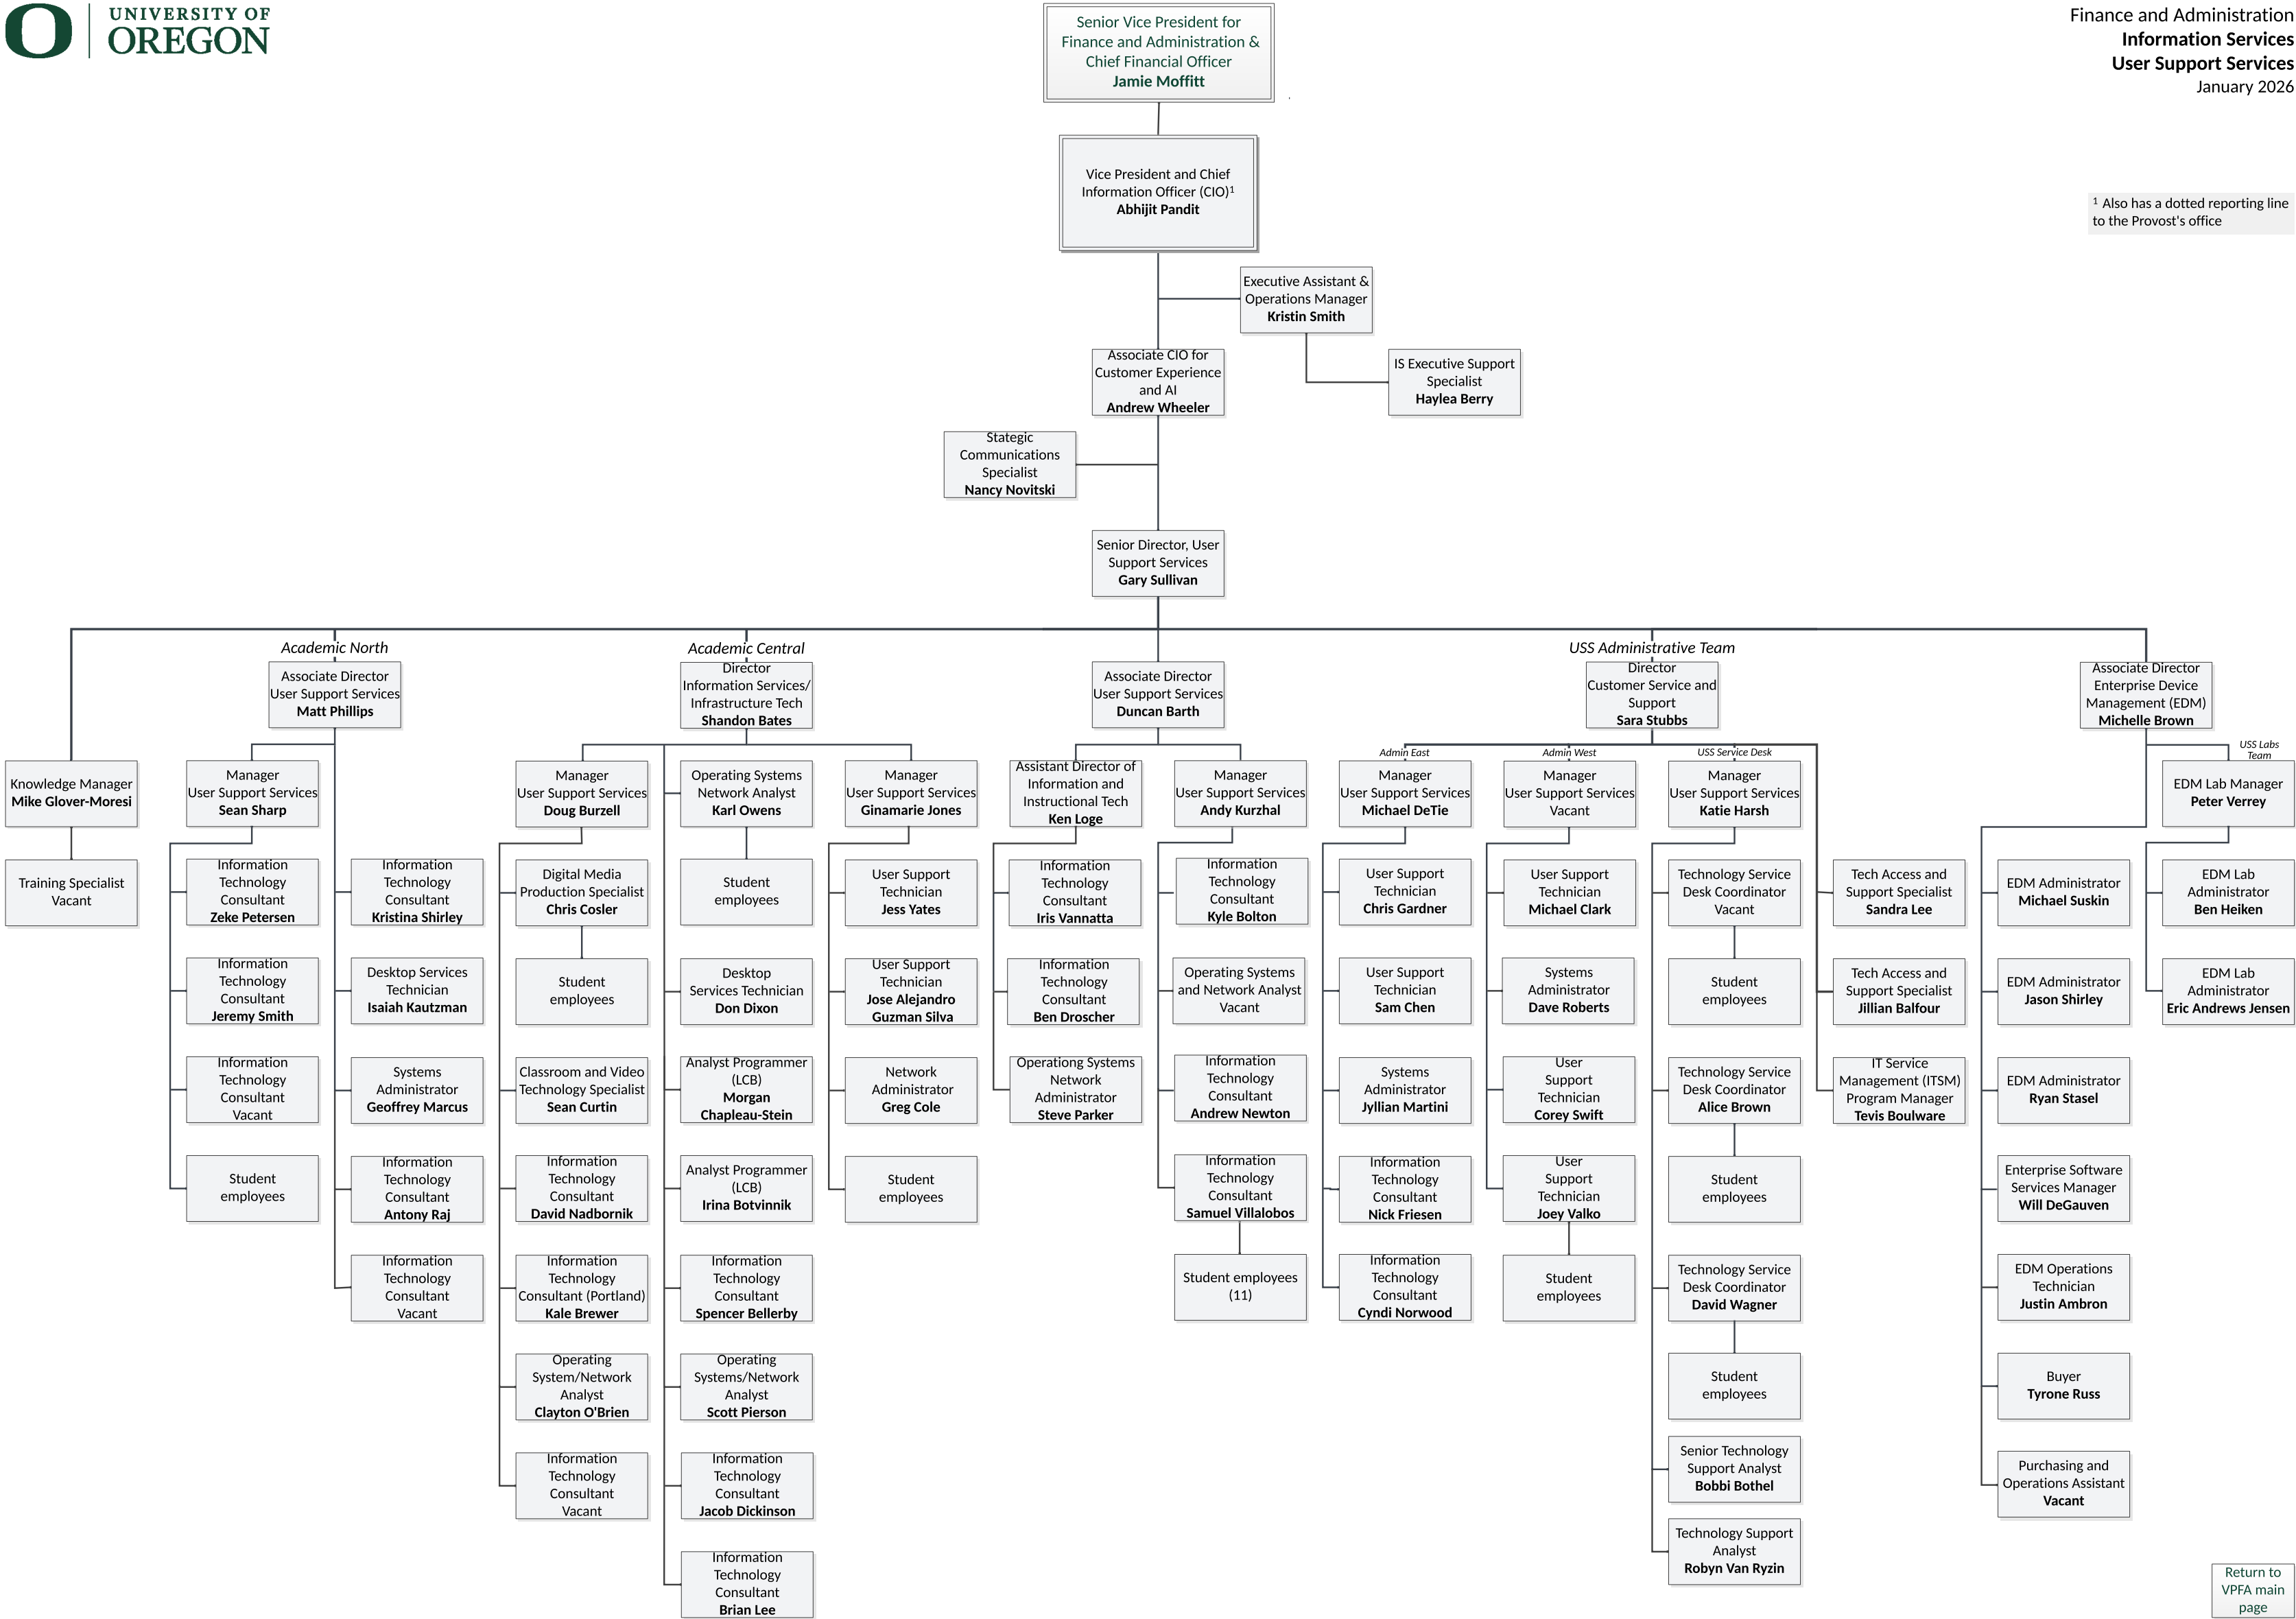 UNIVERSITY OF
OREGON
Senior Vice President for
Finance and Administration &
Chief Financial Officer
Jamie Moffitt
Finance and Administration
Information Services
User Support Services
January 2026
Vice President and Chief
Information Officer (CIO)¹
Abhijit Pandit
¹ Also has a dotted reporting line
to the Provost's office
Executive Assistant &
Operations Manager
Kristin Smith
Associate CIO for
Customer Experience
and AI
Andrew Wheeler
IS Executive Support
Specialist
Haylea Berry
Stategic
Communications
Specialist
Nancy Novitski
Senior Director, User
Support Services
Gary Sullivan
Knowledge Manager
Mike Glover-Moresi
Training Specialist
Vacant
Academic North
Associate Director
User Support Services
Matt Phillips
Manager
User Support Services
Sean Sharp
Information
Technology
Consultant
Zeke Petersen
Information
Technology
Consultant
Jeremy Smith
Information
Technology
Consultant
Vacant
Student
employees
Information
Technology
Consultant
Kristina Shirley
Desktop Services
Technician
Isaiah Kautzman
Systems
Administrator
Geoffrey Marcus
Information
Technology
Consultant
Antony Raj
Information
Technology
Consultant
Vacant
Academic Central
Director
Information Services/
Infrastructure Tech
Shandon Bates
Manager
User Support Services
Doug Burzell
Digital Media
Production Specialist
Chris Cosler
Student
employees
Classroom and Video
Technology Specialist
Sean Curtin
Information
Technology
Consultant
David Nadbornik
Information
Technology
Consultant (Portland)
Kale Brewer
Operating
System/Network
Analyst
Clayton O'Brien
Information
Technology
Consultant
Vacant
Operating Systems
Network Analyst
Karl Owens
Student
employees
Desktop
Services Technician
Don Dixon
Analyst Programmer
(LCB)
Morgan
Chapleau-Stein
Analyst Programmer
(LCB)
Irina Botvinnik
Information
Technology
Consultant
Spencer Bellerby
Operating
Systems/Network
Analyst
Scott Pierson
Information
Technology
Consultant
Jacob Dickinson
Information
Technology
Consultant
Brian Lee
Manager
User Support Services
Ginamarie Jones
User Support
Technician
Jess Yates
User Support
Technician
Jose Alejandro
Guzman Silva
Network
Administrator
Greg Cole
Student
employees
Associate Director
User Support Services
Duncan Barth
Assistant Director of
Information and
Instructional Tech
Ken Loge
Information
Technology
Consultant
Iris Vannatta
Information
Technology
Consultant
Ben Droscher
Operationg Systems
Network
Administrator
Steve Parker
Manager
User Support Services
Andy Kurzhal
Information
Technology
Consultant
Kyle Bolton
Operating Systems
and Network Analyst
Vacant
Information
Technology
Consultant
Andrew Newton
Information
Technology
Consultant
Samuel Villalobos
Student employees
(11)
USS Administrative Team
Director
Customer Service and
Support
Sara Stubbs
Admin East
Manager
User Support Services
Michael DeTie
User Support
Technician
Chris Gardner
User Support
Technician
Sam Chen
Systems
Administrator
Jyllian Martini
Information
Technology
Consultant
Nick Friesen
Information
Technology
Consultant
Cyndi Norwood
Admin West
Manager
User Support Services
Vacant
User Support
Technician
Michael Clark
Systems
Administrator
Dave Roberts
User
Support
Technician
Corey Swift
User
Support
Technician
Joey Valko
Student
employees
USS Service Desk
Manager
User Support Services
Katie Harsh
Technology Service
Desk Coordinator
Vacant
Student
employees
Technology Service
Desk Coordinator
Alice Brown
Student
employees
Technology Service
Desk Coordinator
David Wagner
Student
employees
Senior Technology
Support Analyst
Bobbi Bothel
Technology Support
Analyst
Robyn Van Ryzin
Tech Access and
Support Specialist
Sandra Lee
Tech Access and
Support Specialist
Jillian Balfour
IT Service
Management (ITSM)
Program Manager
Tevis Boulware
Associate Director
Enterprise Device
Management (EDM)
Michelle Brown
EDM Administrator
Michael Suskin
EDM Administrator
Jason Shirley
EDM Administrator
Ryan Stasel
Enterprise Software
Services Manager
Will DeGauven
EDM Operations
Technician
Justin Ambron
Buyer
Tyrone Russ
Purchasing and
Operations Assistant
Vacant
USS Labs
Team
EDM Lab Manager
Peter Verrey
EDM Lab
Administrator
Ben Heiken
EDM Lab
Administrator
Eric Andrews Jensen
Return to
VPFA main
page